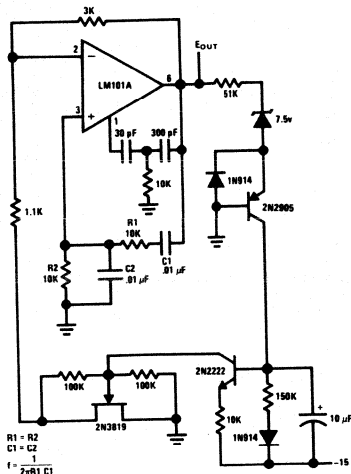 3K
E OUT
2
−
LM101A
6
51K
3
+
1
30 pF
300 pF
7.5v
1N914
10K
2N2905
1.1K
R1
10K
C1
.01 μF
R2
10K
C2
.01 μF
2N2222
100K
100K
150K
+
10 μF
2N3819
10K
1N914
−15
R1 = R2
C1 = C2
f = 1
2πR1 C1